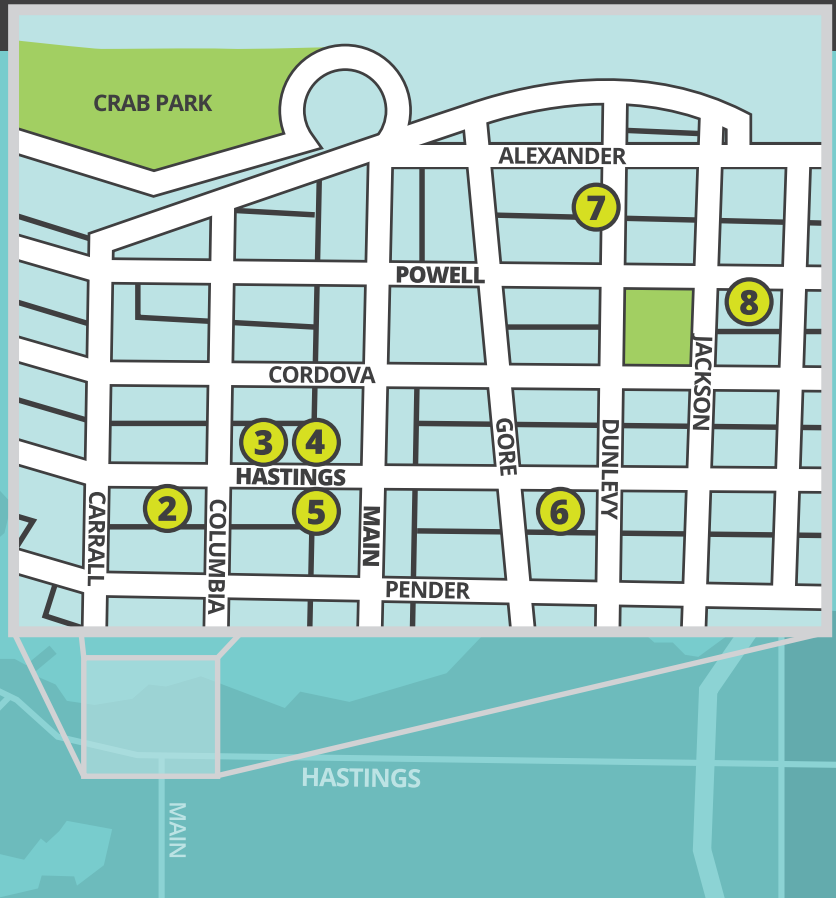 CRAB PARK
ALEXANDER
7
POWELL
8
JACKSON
CORDOVA
GORE
DUNLEVY
3
4
HASTINGS
CARRALL
2
COLUMBIA
5
MAIN
6
PENDER
HASTINGS
MAIN